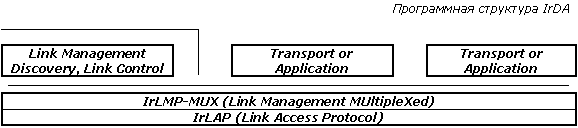 Программная структура IrDA
Link Management
Discovery, Link Control
Transport or
Application
Transport or
Application
IrLMP-MUX (Link Management MUltipleXed)
IrLAP (Link Access Protocol)